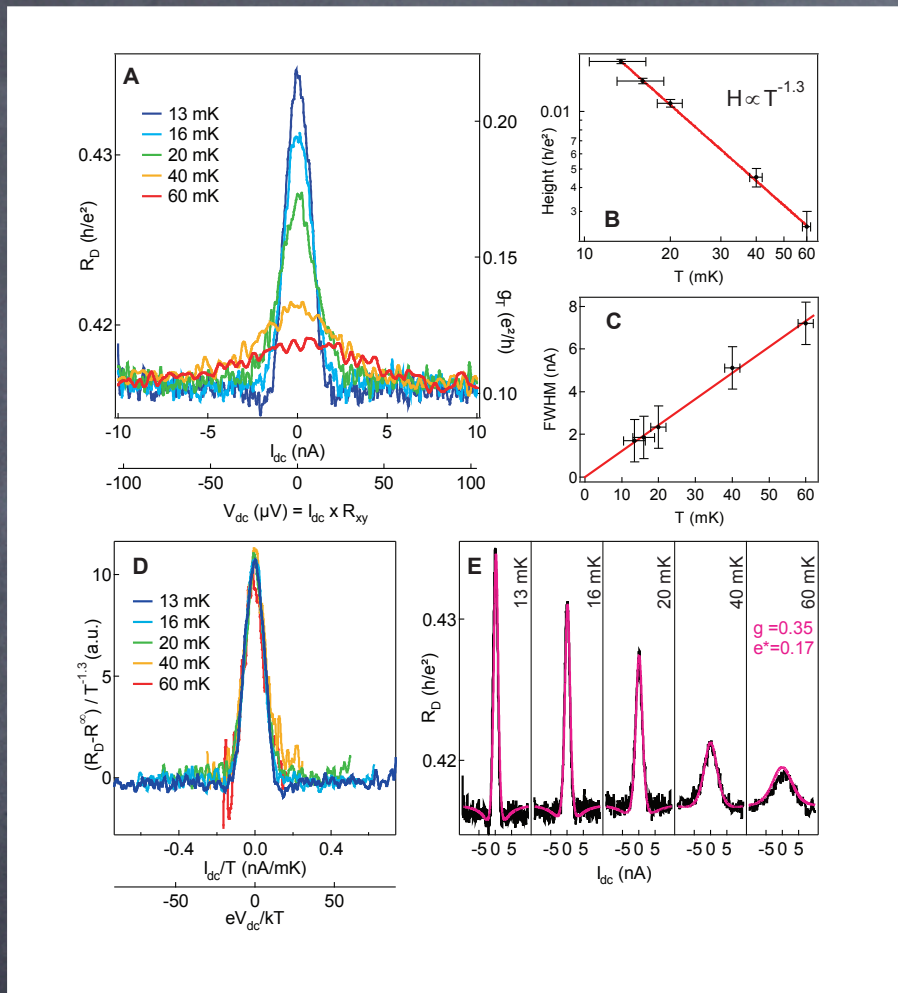 A
13 mK
16 mK
20 mK
40 mK
60 mK
0.43
0.42
R_D (h/e²)
0.20
0.15
0.10
g_T (e²/h)
-10 -5 0 5 10
I_dc (nA)
-100 -50 0 50 100
V_dc (µV) = I_dc x R_xy
B
H ∝ T^-1.3
0.01
7
6
5
4
3
Height (h/e²)
10 20 30 40 50 60
T (mK)
C
8
6
4
2
0
FWHM (nA)
0 10 20 30 40 50 60
T (mK)
D
13 mK
16 mK
20 mK
40 mK
60 mK
10
5
0
(R_D-R^∞) / T^-1.3 (a.u.)
-0.4 0.0 0.4
I_dc/T (nA/mK)
-50 0 50
eV_dc/kT
E
13 mK
16 mK
20 mK
40 mK
60 mK
g =0.35
e*=0.17
0.43
0.42
R_D (h/e²)
-5 0 5 -5 0 5 -5 0 5 -5 0 5 -5 0 5
I_dc (nA)